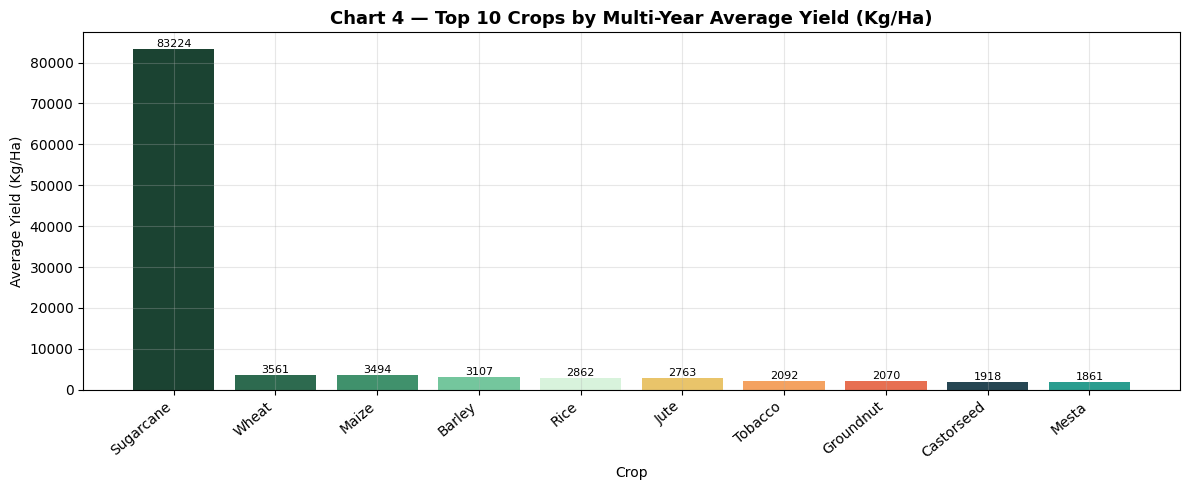 Chart 4 — Top 10 Crops by Multi-Year Average Yield (Kg/Ha)
Average Yield (Kg/Ha)
80000
70000
60000
50000
40000
30000
20000
10000
0
83224
3561
3494
3107
2862
2763
2092
2070
1918
1861
Sugarcane
Wheat
Maize
Barley
Rice
Jute
Tobacco
Groundnut
Castorseed
Mesta
Crop